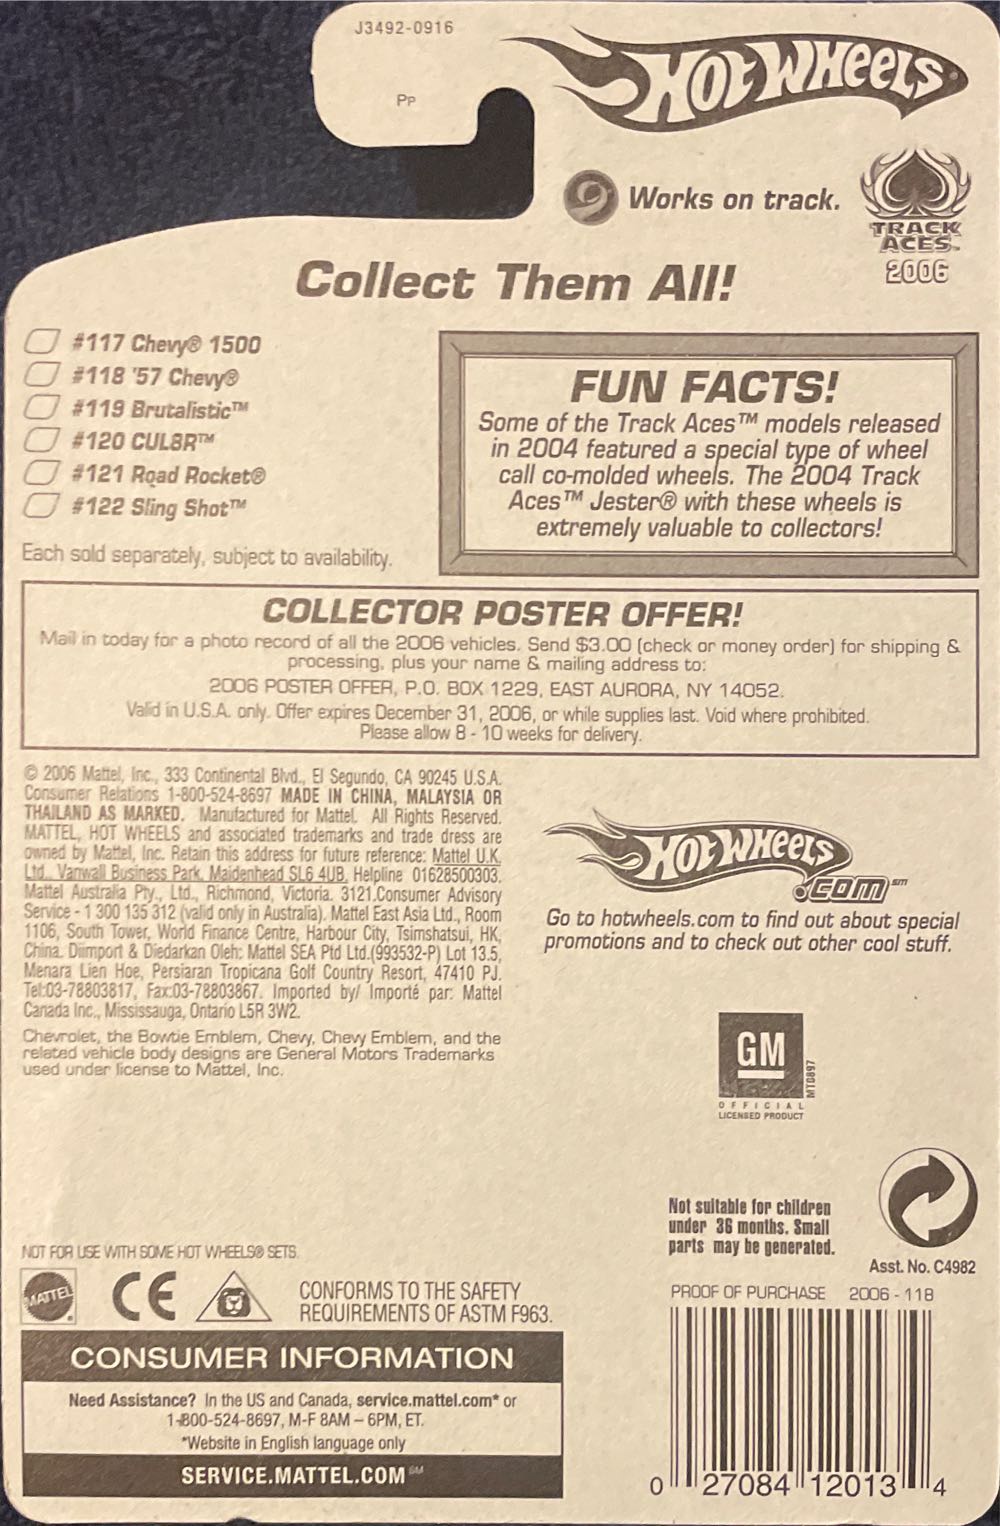 J3492-0916
Pp
HOT WHEELS
Works on track.
TRACK
ACES™
2006
Collect Them All!
#117 Chevy® 1500
#118 '57 Chevy®
#119 Brutalistic™
#120 CUL8R™
#121 Road Rocket®
#122 Sling Shot™
Each sold separately, subject to availability.
FUN FACTS!
Some of the Track Aces™ models released
in 2004 featured a special type of wheel
call co-molded wheels. The 2004 Track
Aces™ Jester® with these wheels is
extremely valuable to collectors!
COLLECTOR POSTER OFFER!
Mail in today for a photo record of all the 2006 vehicles. Send $3.00 (check or money order) for shipping &
processing, plus your name & mailing address to:
2006 POSTER OFFER, P.O. BOX 1229, EAST AURORA, NY 14052.
Valid in U.S.A. only. Offer expires December 31, 2006, or while supplies last. Void where prohibited.
Please allow 8 - 10 weeks for delivery.
© 2006 Mattel, Inc., 333 Continental Blvd., El Segundo, CA 90245 U.S.A.
Consumer Relations 1-800-524-8697 MADE IN CHINA, MALAYSIA OR
THAILAND AS MARKED. Manufactured for Mattel. All Rights Reserved.
MATTEL, HOT WHEELS and associated trademarks and trade dress are
owned by Mattel, Inc. Retain this address for future reference: Mattel U.K.
Ltd., Vanwall Business Park, Maidenhead SL6 4UB. Helpline 01628500303.
Mattel Australia Pty., Ltd., Richmond, Victoria. 3121.Consumer Advisory
Service - 1 300 135 312 (valid only in Australia). Mattel East Asia Ltd., Room
1106, South Tower, World Finance Centre, Harbour City, Tsimshatsui, HK,
China. Diimport & Diedarkan Oleh: Mattel SEA Ptd Ltd.(993532-P) Lot 13.5,
Menara Lien Hoe, Persiaran Tropicana Golf Country Resort, 47410 PJ.
Tel:03-78803817, Fax:03-78803867. Imported by/ Importé par: Mattel
Canada Inc., Mississauga, Ontario L5R 3W2.
Chevrolet, the Bowtie Emblem, Chevy, Chevy Emblem, and the
related vehicle body designs are General Motors Trademarks
used under license to Mattel, Inc.
HOT WHEELS
.COM℠
Go to hotwheels.com to find out about special
promotions and to check out other cool stuff.
GM
MTG897
OFFICIAL
LICENSED PRODUCT
Not suitable for children
under 36 months. Small
parts may be generated.
Asst. No. C4982
NOT FOR USE WITH SOME HOT WHEELS® SETS.
MATTEL
CE
CONFORMS TO THE SAFETY
REQUIREMENTS OF ASTM F963.
CONSUMER INFORMATION
Need Assistance? In the US and Canada, service.mattel.com* or
1-800-524-8697, M-F 8AM – 6PM, ET.
*Website in English language only
SERVICE.MATTEL.COM℠
PROOF OF PURCHASE 2006 - 118
0 27084 12013 4